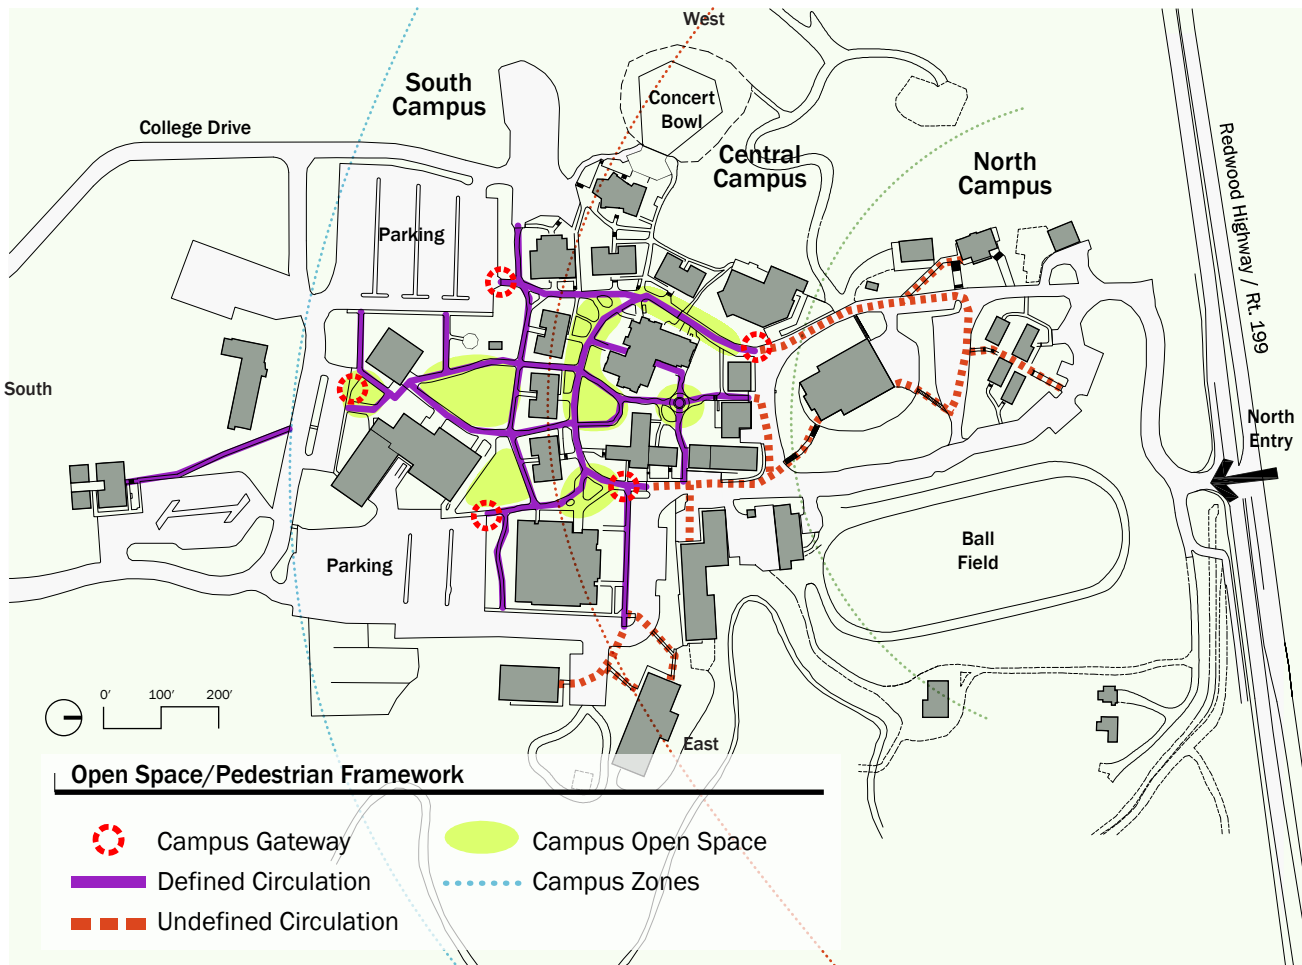 West
South
Campus
Concert
Bowl
College Drive
Central
Campus
North
Campus
Redwood Highway / Rt. 199
Parking
South
North
Entry
Ball
Field
Parking
0' 100' 200'
East
Open Space/Pedestrian Framework
Campus Gateway
Campus Open Space
Defined Circulation
Campus Zones
Undefined Circulation